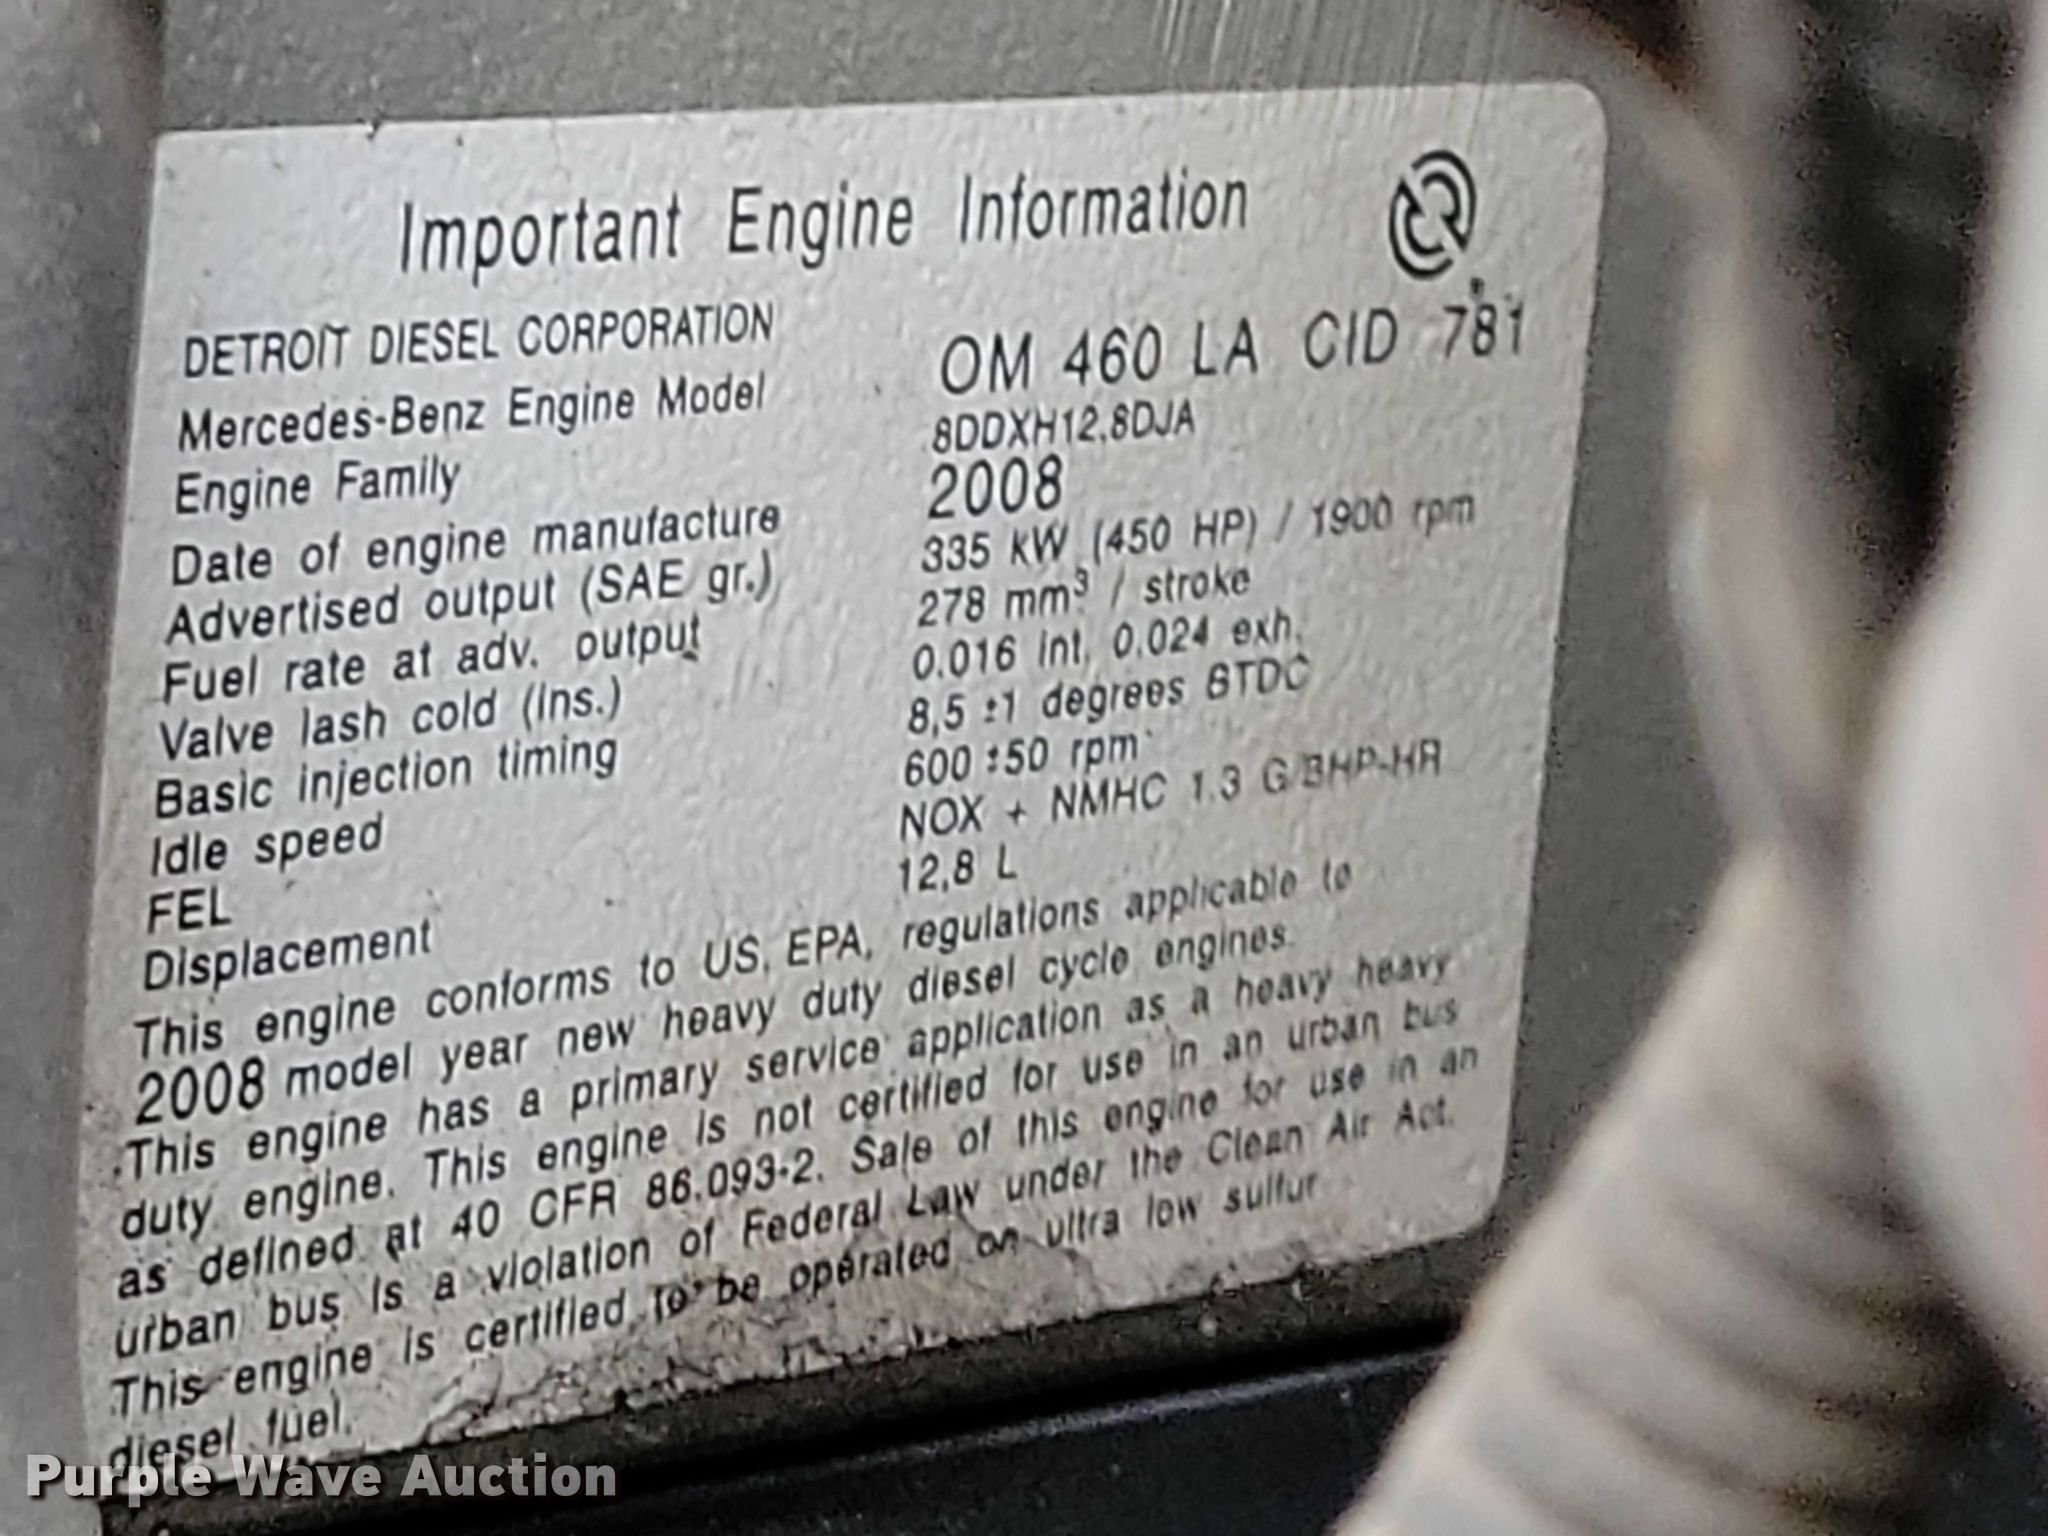 Important Engine Information
DETROIT DIESEL CORPORATION
Mercedes-Benz Engine Model OM 460 LA CID 781
Engine Family 8DDXH12.8DJA
Date of engine manufacture 2008
Advertised output (SAE gr.) 335 kW (450 HP) / 1900 rpm
Fuel rate at adv. output 278 mm³ / stroke
Valve lash cold (ins.) 0.016 int. 0.024 exh.
Basic injection timing 8,5 ±1 degrees BTDC
Idle speed 600 ±50 rpm
FEL NOX + NMHC 1.3 G/BHP-HR
Displacement 12,8 L
This engine conforms to US. EPA. regulations applicable to
2008 model year new heavy duty diesel cycle engines.
This engine has a primary service application as a heavy heavy
duty engine. This engine is not certified for use in an urban bus
as defined at 40 CFR 86.093-2. Sale of this engine for use in an
urban bus is a violation of Federal Law under the Clean Air Act.
This engine is certified to be operated on ultra low sulfur
diesel fuel.
Purple Wave Auction